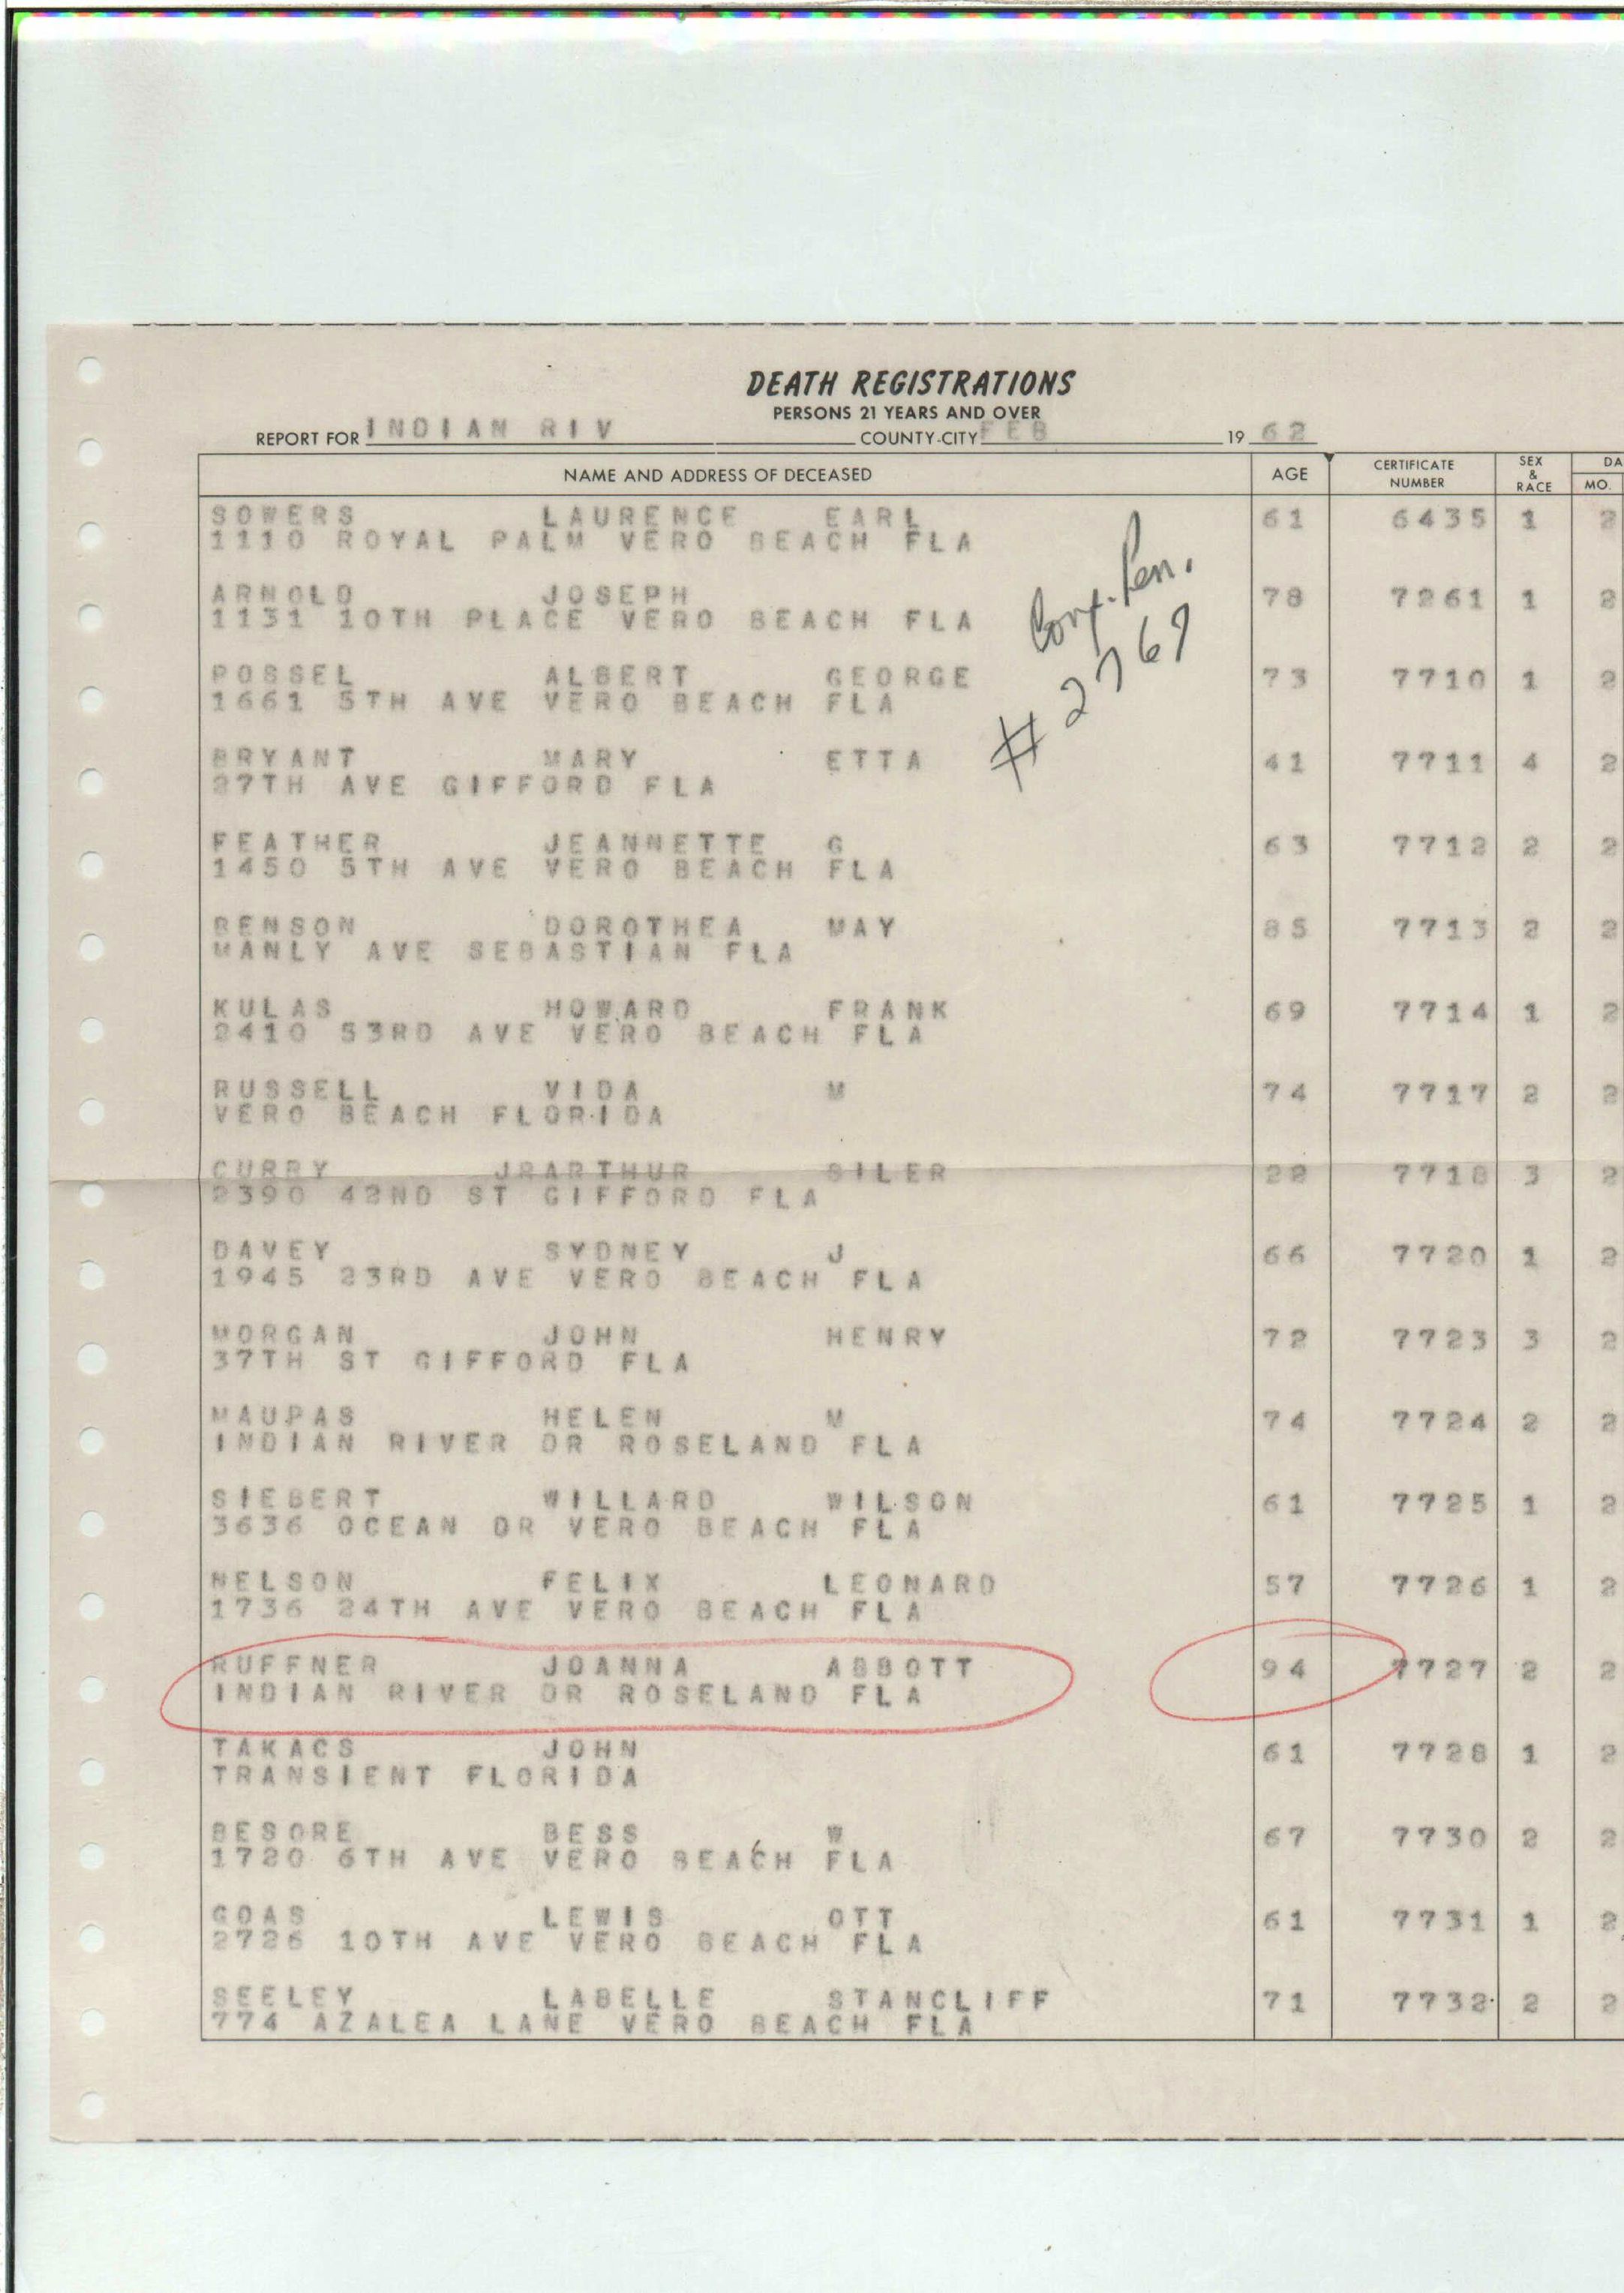 DEATH REGISTRATIONS
PERSONS 21 YEARS AND OVER
REPORT FOR INDIAN RIV COUNTY-CITY FEB 19 62
NAME AND ADDRESS OF DECEASED AGE CERTIFICATE NUMBER SEX & RACE DA MO.
SOWERS LAURENCE EARL 61 6435 1 2
1110 ROYAL PALM VERO BEACH FLA
ARNOLD JOSEPH 78 7261 1 2
1131 10TH PLACE VERO BEACH FLA
POSSEL ALBERT GEORGE 73 7710 1 2
1661 5TH AVE VERO BEACH FLA
# 2769
BRYANT MARY ETTA 41 7711 4 2
27TH AVE GIFFORD FLA
FEATHER JEANNETTE G 63 7712 2 2
1450 5TH AVE VERO BEACH FLA
BENSON DOROTHEA MAY 85 7713 2 2
MANLY AVE SEBASTIAN FLA
KULAS HOWARD FRANK 69 7714 1 2
2410 53RD AVE VERO BEACH FLA
RUSSELL VIDA M 74 7717 2 2
VERO BEACH FLORIDA
CURRY JRARTHUR SILER 22 7718 3 2
2390 42ND ST GIFFORD FLA
DAVEY SYDNEY J 66 7720 1 2
1945 23RD AVE VERO BEACH FLA
MORGAN JOHN HENRY 72 7723 3 2
37TH ST GIFFORD FLA
MAUPAS HELEN M 74 7724 2 2
INDIAN RIVER DR ROSELAND FLA
SIEBERT WILLARD WILSON 61 7725 1 2
3636 OCEAN DR VERO BEACH FLA
NELSON FELIX LEONARD 57 7726 1 2
1736 24TH AVE VERO BEACH FLA
RUFFNER JOANNA ABBOTT 94 7727 2 2
INDIAN RIVER DR ROSELAND FLA
TAKACS JOHN 61 7728 1 2
TRANSIENT FLORIDA
BESORE BESS W 67 7730 2 2
1720 6TH AVE VERO BEACH FLA
GOAS LEWIS OTT 61 7731 1 2
2726 10TH AVE VERO BEACH FLA
SEELEY LABELLE STANCLIFF 71 7732 2 2
774 AZALEA LANE VERO BEACH FLA